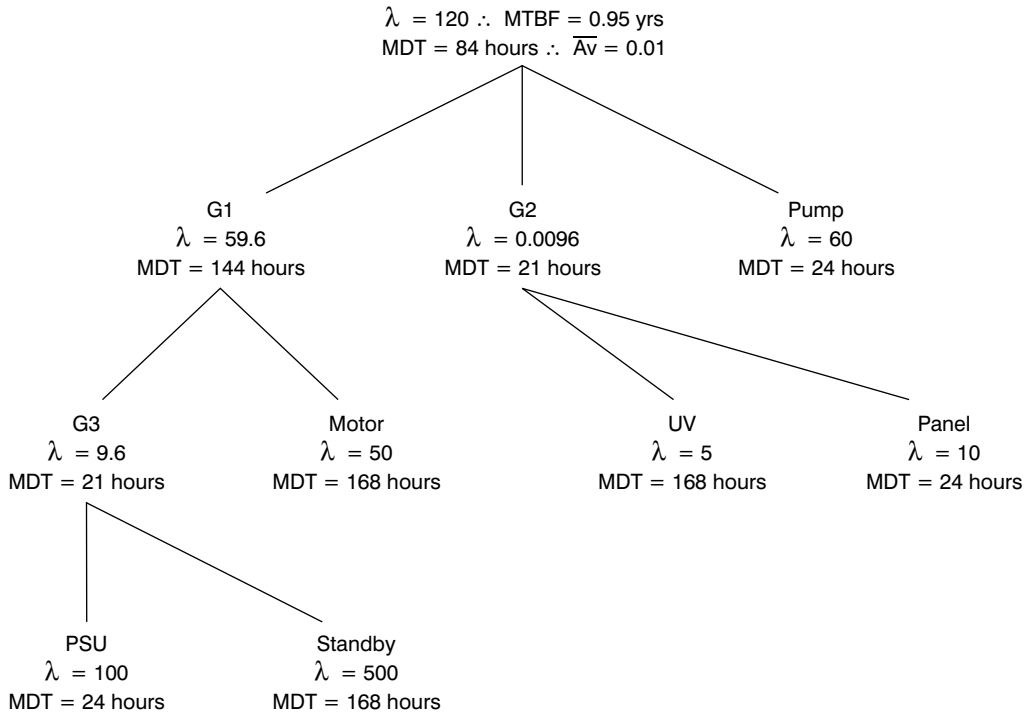 λ = 120 ∴ MTBF = 0.95 yrs
MDT = 84 hours ∴ A̅v̅ = 0.01
G1
λ = 59.6
MDT = 144 hours
G2
λ = 0.0096
MDT = 21 hours
Pump
λ = 60
MDT = 24 hours
G3
λ = 9.6
MDT = 21 hours
Motor
λ = 50
MDT = 168 hours
UV
λ = 5
MDT = 168 hours
Panel
λ = 10
MDT = 24 hours
PSU
λ = 100
MDT = 24 hours
Standby
λ = 500
MDT = 168 hours